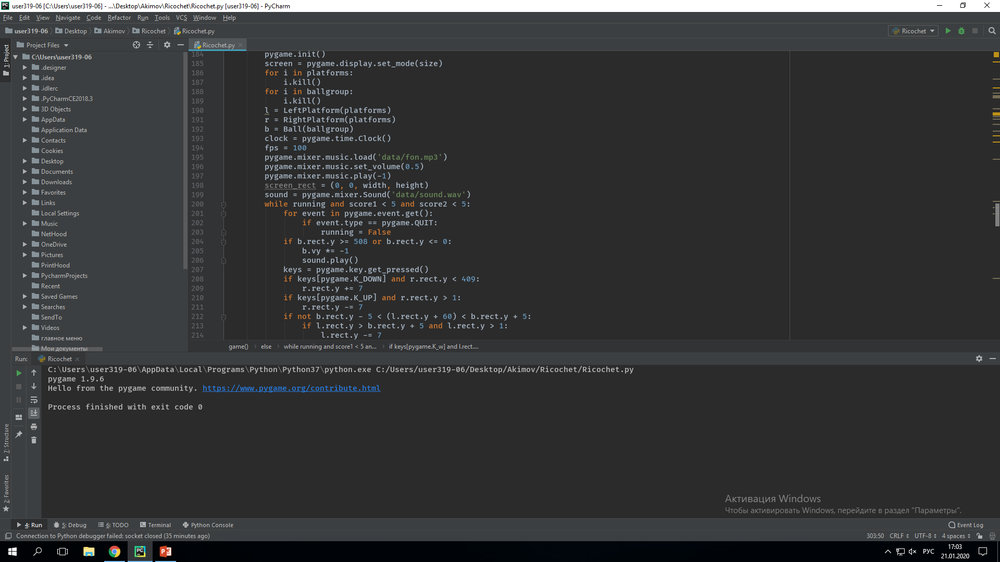 user319-06 [C:\Users\user319-06] - ...\Desktop\Akimov\Ricochet\Ricochet.py [user319-06] - PyCharm
File Edit View Navigate Code Refactor Run Tools VCS Window Help
user319-06 Desktop Akimov Ricochet Ricochet.py
Ricochet
Project Files
Ricochet.py
1: Project
C:\Users\user319-06
.designer
.idea
.idlerc
.PyCharmCE2018.3
3D Objects
AppData
Application Data
Contacts
Cookies
Desktop
Documents
Downloads
Favorites
Links
Local Settings
Music
NetHood
OneDrive
Pictures
PrintHood
PycharmProjects
Recent
Saved Games
Searches
SendTo
Videos
главное меню
Мои документы
184 pygame.init()
185 screen = pygame.display.set_mode(size)
186 for i in platforms:
187 i.kill()
188 for i in ballgroup:
189 i.kill()
190 l = LeftPlatform(platforms)
191 r = RightPlatform(platforms)
192 b = Ball(ballgroup)
193 clock = pygame.time.Clock()
194 fps = 100
195 pygame.mixer.music.load('data/fon.mp3')
196 pygame.mixer.music.set_volume(0.5)
197 pygame.mixer.music.play(-1)
198 screen_rect = (0, 0, width, height)
199 sound = pygame.mixer.Sound('data/sound.wav')
200 while running and score1 < 5 and score2 < 5:
201 for event in pygame.event.get():
202 if event.type == pygame.QUIT:
203 running = False
204 if b.rect.y >= 508 or b.rect.y <= 0:
205 b.vy *= -1
206 sound.play()
207 keys = pygame.key.get_pressed()
208 if keys[pygame.K_DOWN] and r.rect.y < 409:
209 r.rect.y += 7
210 if keys[pygame.K_UP] and r.rect.y > 1:
211 r.rect.y -= 7
212 if not b.rect.y - 5 < (l.rect.y + 60) < b.rect.y + 5:
213 if l.rect.y > b.rect.y + 5 and l.rect.y > 1:
214 l.rect.y -= 7
game() else while running and score1 < 5 an... if keys[pygame.K_w] and l.rect....
Run: Ricochet
C:\Users\user319-06\AppData\Local\Programs\Python\Python37\python.exe C:/Users/user319-06/Desktop/Akimov/Ricochet/Ricochet.py
pygame 1.9.6
Hello from the pygame community. https://www.pygame.org/contribute.html
Process finished with exit code 0
7: Structure
2: Favorites
Активация Windows
Чтобы активировать Windows, перейдите в раздел "Параметры".
4: Run 5: Debug 6: TODO Terminal Python Console Event Log
Connection to Python debugger failed: socket closed (35 minutes ago) 303:50 CRLF UTF-8 4 spaces
РУС 17:03
21.01.2020